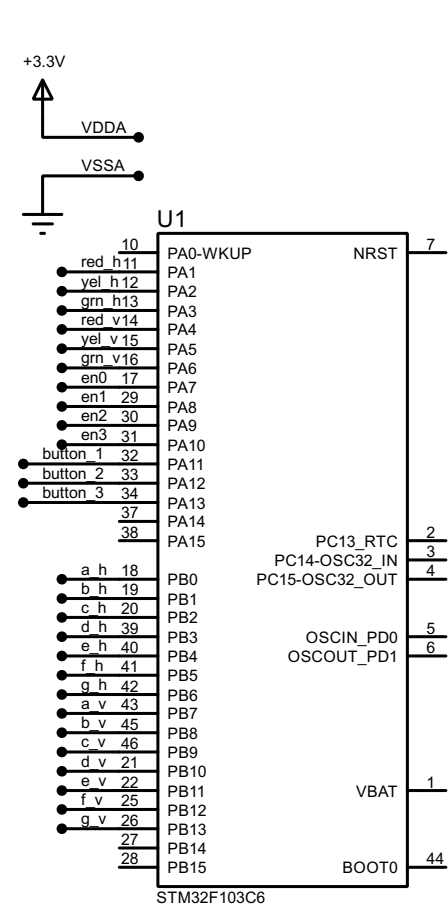 +3.3V
VDDA
VSSA
U1
10 PA0-WKUP NRST 7
red_h 11 PA1
yel_h 12 PA2
grn_h 13 PA3
red_v 14 PA4
yel_v 15 PA5
grn_v 16 PA6
en0 17 PA7
en1 29 PA8
en2 30 PA9
en3 31 PA10
button_1 32 PA11
button_2 33 PA12
button_3 34 PA13
37 PA14
38 PA15 PC13_RTC 2
PC14-OSC32_IN 3
a_h 18 PB0 PC15-OSC32_OUT 4
b_h 19 PB1
c_h 20 PB2
d_h 39 PB3 OSCIN_PD0 5
e_h 40 PB4 OSCOUT_PD1 6
f_h 41 PB5
g_h 42 PB6
a_v 43 PB7
b_v 45 PB8
c_v 46 PB9
d_v 21 PB10
e_v 22 PB11 VBAT 1
f_v 25 PB12
g_v 26 PB13
27 PB14
28 PB15 BOOT0 44
STM32F103C6